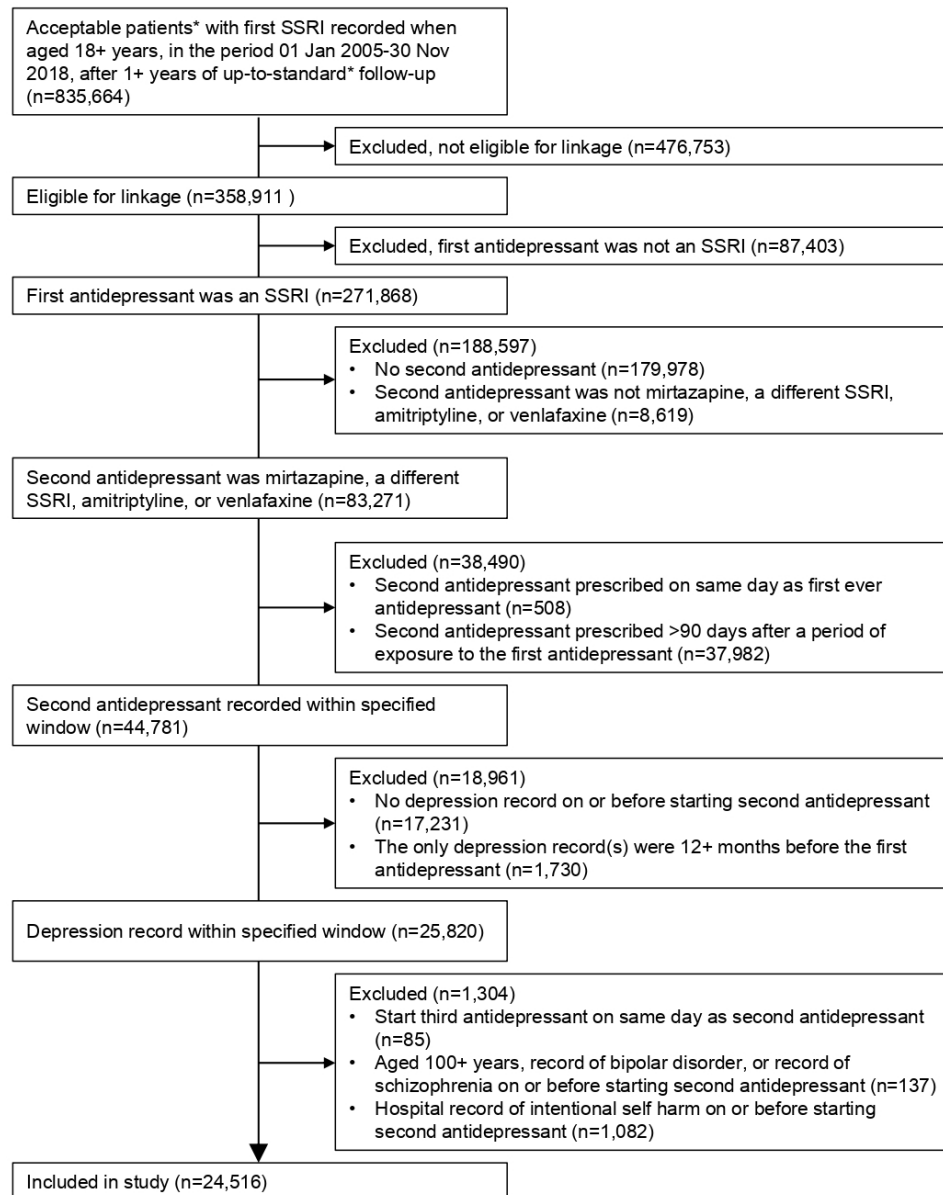 Acceptable patients* with first SSRI recorded when
aged 18+ years, in the period 01 Jan 2005-30 Nov
2018, after 1+ years of up-to-standard* follow-up
(n=835,664)
Excluded, not eligible for linkage (n=476,753)
Eligible for linkage (n=358,911 )
Excluded, first antidepressant was not an SSRI (n=87,403)
First antidepressant was an SSRI (n=271,868)
Excluded (n=188,597)
• No second antidepressant (n=179,978)
• Second antidepressant was not mirtazapine, a different SSRI,
amitriptyline, or venlafaxine (n=8,619)
Second antidepressant was mirtazapine, a different
SSRI, amitriptyline, or venlafaxine (n=83,271)
Excluded (n=38,490)
• Second antidepressant prescribed on same day as first ever
antidepressant (n=508)
• Second antidepressant prescribed >90 days after a period of
exposure to the first antidepressant (n=37,982)
Second antidepressant recorded within specified
window (n=44,781)
Excluded (n=18,961)
• No depression record on or before starting second antidepressant
(n=17,231)
• The only depression record(s) were 12+ months before the first
antidepressant (n=1,730)
Depression record within specified window (n=25,820)
Excluded (n=1,304)
• Start third antidepressant on same day as second antidepressant
(n=85)
• Aged 100+ years, record of bipolar disorder, or record of
schizophrenia on or before starting second antidepressant (n=137)
• Hospital record of intentional self harm on or before starting
second antidepressant (n=1,082)
Included in study (n=24,516)